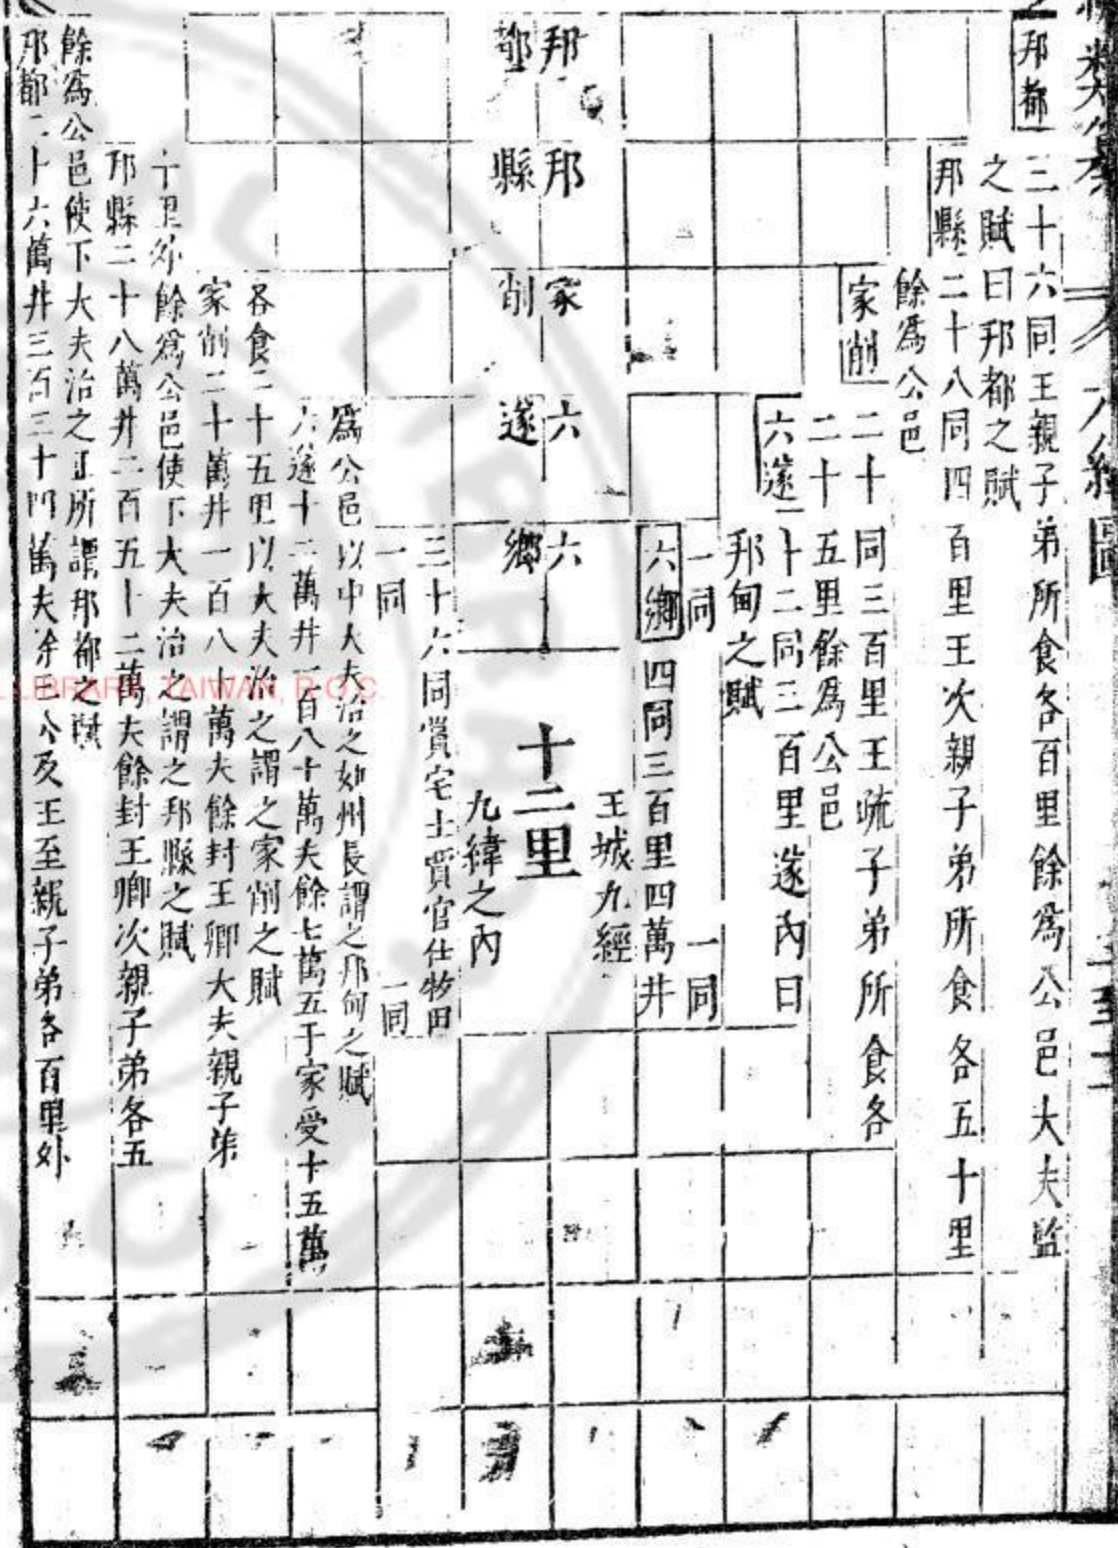 六經圖
邦都
三十六同王親子弟所食各百里餘爲公邑大夫監
之賦曰邦都之賦
邦縣
二十八同四百里王次親子弟所食各五十里
餘爲公邑
家削
二十同三百里王疏子弟所食各
二十五里餘爲公邑
六遂
十二同二百里遂內曰
邦甸之賦
一同
一同
六鄉
四同三百里四萬井
王城九經
邦都
邦縣
家削
六遂
六鄉
十二里
九緯之內
三十六同賞宅士賈官仕牧田
一同
一同
爲公邑以中大夫治之如州長謂之邦甸之賦
六遂十二萬井一百八十萬夫餘七萬五千家受十五萬
各食二十五里以大夫治之謂之家削之賦
家削二十萬井一百八十萬夫餘封王卿大夫親子弟
十里外餘爲公邑使下大夫治之謂之邦縣之賦
邦縣二十八萬井二百五十二萬夫餘封王卿次親子弟各五
餘爲公邑使下大夫治之正所謂邦都之賦
邦都三十六萬井三百二十四萬夫餘三公及王至親子弟各百里外